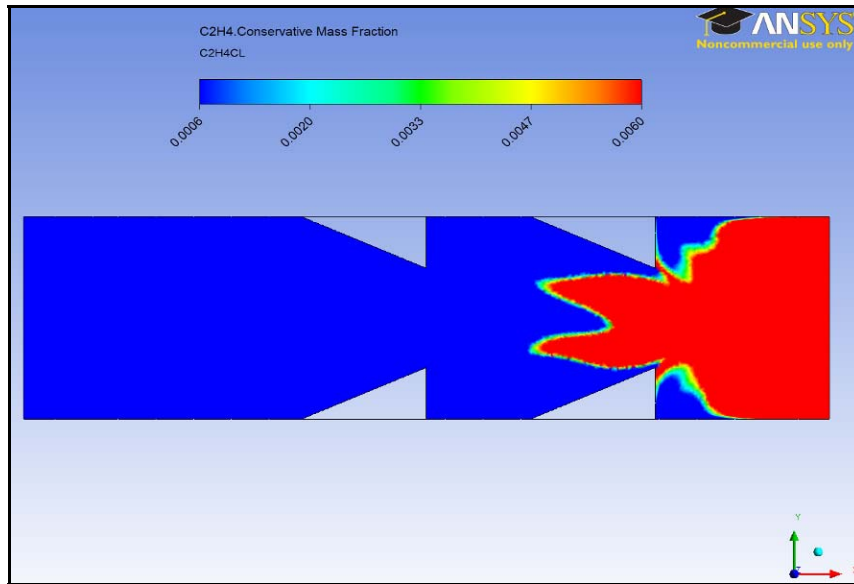 C2H4.Conservative Mass Fraction
C2H4CL
ANSYS
Noncommercial use only
0.0006
0.0020
0.0033
0.0047
0.0060
Y